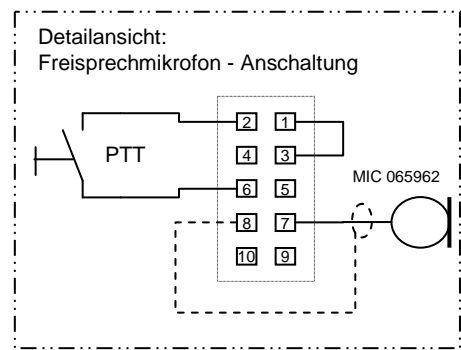 Detailansicht:
Freisprechmikrofon - Anschaltung
2 1
PTT
4 3
MIC 065962
6 5
8 7
10 9